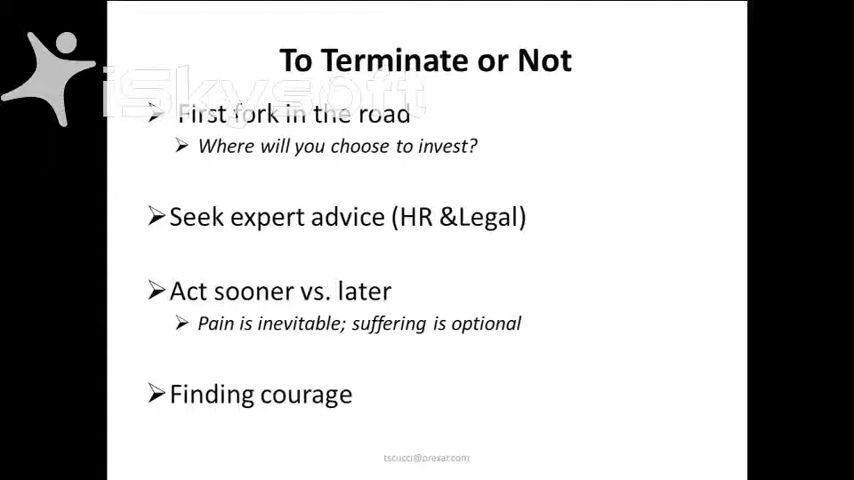 To Terminate or Not
iSkysoft
First fork in the road
Where will you choose to invest?
Seek expert advice (HR &Legal)
Act sooner vs. later
Pain is inevitable; suffering is optional
Finding courage
tscucci@prexar.com